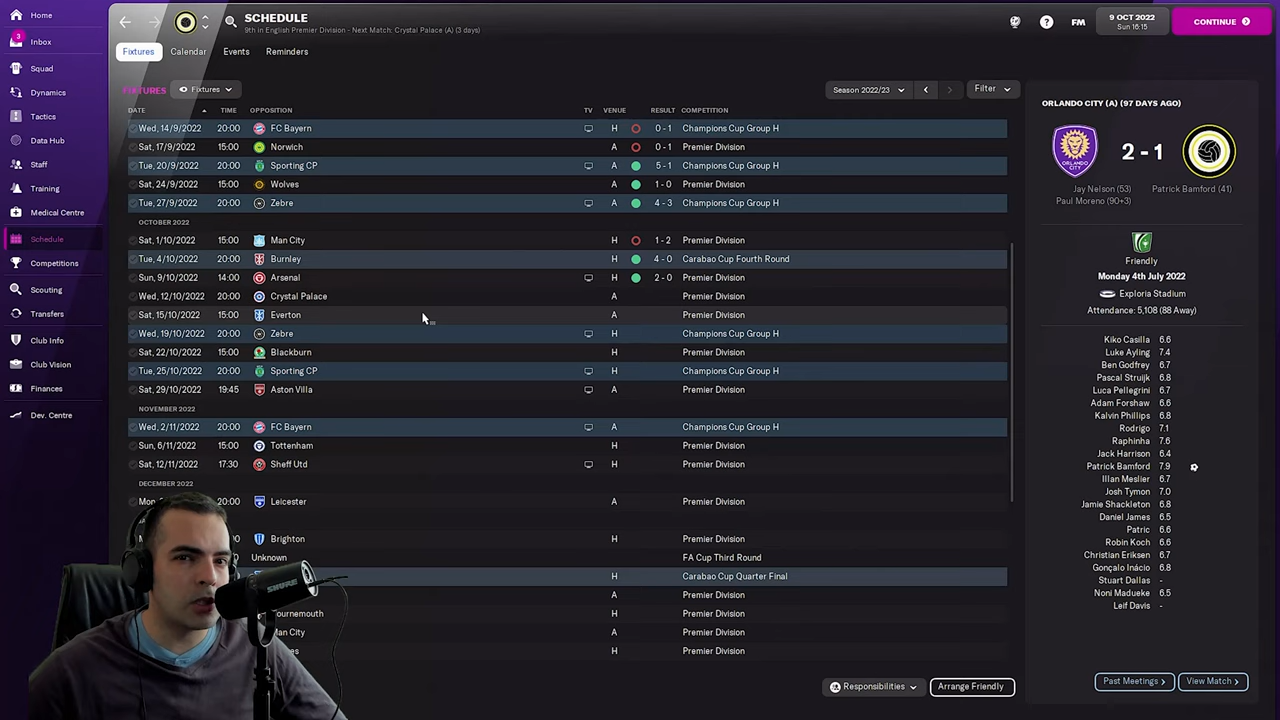 Home
SCHEDULE
9th in English Premier Division - Next Match: Crystal Palace (A) (3 days)
FM
9 OCT 2022
Sun 16:15
CONTINUE
3
Inbox
Squad
Dynamics
Tactics
Data Hub
Staff
Training
Medical Centre
Schedule
Competitions
Scouting
Transfers
Club Info
Club Vision
Finances
Dev. Centre
Fixtures Calendar Events Reminders
FIXTURES Fixtures Season 2022/23 Filter
DATE TIME OPPOSITION TV VENUE RESULT COMPETITION
Wed, 14/9/2022 20:00 FC Bayern H 0 - 1 Champions Cup Group H
Sat, 17/9/2022 15:00 Norwich A 0 - 1 Premier Division
Tue, 20/9/2022 20:00 Sporting CP A 5 - 1 Champions Cup Group H
Sat, 24/9/2022 15:00 Wolves A 1 - 0 Premier Division
Tue, 27/9/2022 20:00 Zebre A 4 - 3 Champions Cup Group H
OCTOBER 2022
Sat, 1/10/2022 15:00 Man City H 1 - 2 Premier Division
Tue, 4/10/2022 20:00 Burnley H 4 - 0 Carabao Cup Fourth Round
Sun, 9/10/2022 14:00 Arsenal H 2 - 0 Premier Division
Wed, 12/10/2022 20:00 Crystal Palace A Premier Division
Sat, 15/10/2022 15:00 Everton A Premier Division
Wed, 19/10/2022 20:00 Zebre H Champions Cup Group H
Sat, 22/10/2022 15:00 Blackburn H Premier Division
Tue, 25/10/2022 20:00 Sporting CP H Champions Cup Group H
Sat, 29/10/2022 19:45 Aston Villa A Premier Division
NOVEMBER 2022
Wed, 2/11/2022 20:00 FC Bayern A Champions Cup Group H
Sun, 6/11/2022 15:00 Tottenham H Premier Division
Sat, 12/11/2022 17:30 Sheff Utd H Premier Division
DECEMBER 2022
Mon, 20:00 Leicester A Premier Division
Brighton H Premier Division
Unknown FA Cup Third Round
H Carabao Cup Quarter Final
A Premier Division
Bournemouth H Premier Division
Man City A Premier Division
H Premier Division
Responsibilities Arrange Friendly
ORLANDO CITY (A) (97 DAYS AGO)
ORLANDO CITY
2 - 1
Jay Nelson (53) Patrick Bamford (41)
Paul Moreno (90+3)
Friendly
Monday 4th July 2022
Exploria Stadium
Attendance: 5,108 (88 Away)
Kiko Casilla 6.6
Luke Ayling 7.4
Ben Godfrey 6.7
Pascal Struijk 6.8
Luca Pellegrini 6.7
Adam Forshaw 6.6
Kalvin Phillips 6.8
Rodrigo 7.1
Raphinha 7.6
Jack Harrison 6.4
Patrick Bamford 7.9
Illan Meslier 6.7
Josh Tymon 7.0
Jamie Shackleton 6.8
Daniel James 6.5
Patric 6.6
Robin Koch 6.6
Christian Eriksen 6.7
Gonçalo Inácio 6.8
Stuart Dallas -
Noni Madueke 6.5
Leif Davis -
Past Meetings > View Match >
SHURE